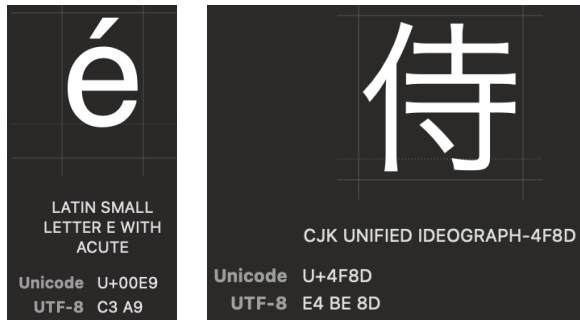 é
LATIN SMALL
LETTER E WITH
ACUTE
Unicode U+00E9
UTF-8 C3 A9
侍
CJK UNIFIED IDEOGRAPH-4F8D
Unicode U+4F8D
UTF-8 E4 BE 8D